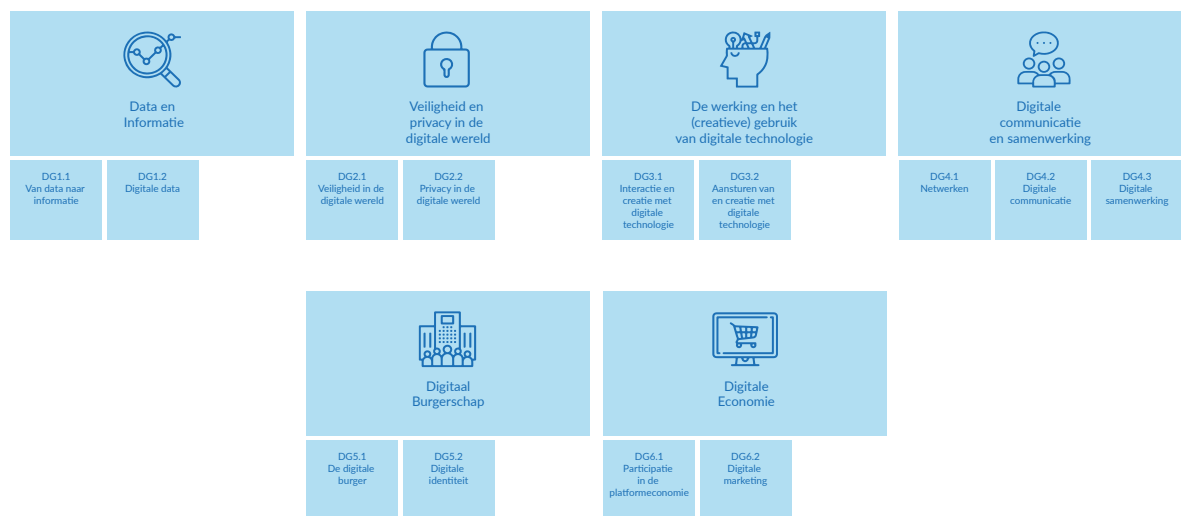 Data en
Informatie
Veiligheid en
privacy in de
digitale wereld
De werking en het
(creatieve) gebruik
van digitale technologie
Digitale
communicatie
en samenwerking
DG1.1
Van data naar
informatie
DG1.2
Digitale data
DG2.1
Veiligheid in de
digitale wereld
DG2.2
Privacy in de
digitale wereld
DG3.1
Interactie en
creatie met
digitale
technologie
DG3.2
Aansturen van
en creatie met
digitale
technologie
DG4.1
Netwerken
DG4.2
Digitale
communicatie
DG4.3
Digitale
samenwerking
Digitaal
Burgerschap
Digitale
Economie
DG5.1
De digitale
burger
DG5.2
Digitale
identiteit
DG6.1
Participatie
in de
platformeconomie
DG6.2
Digitale
marketing